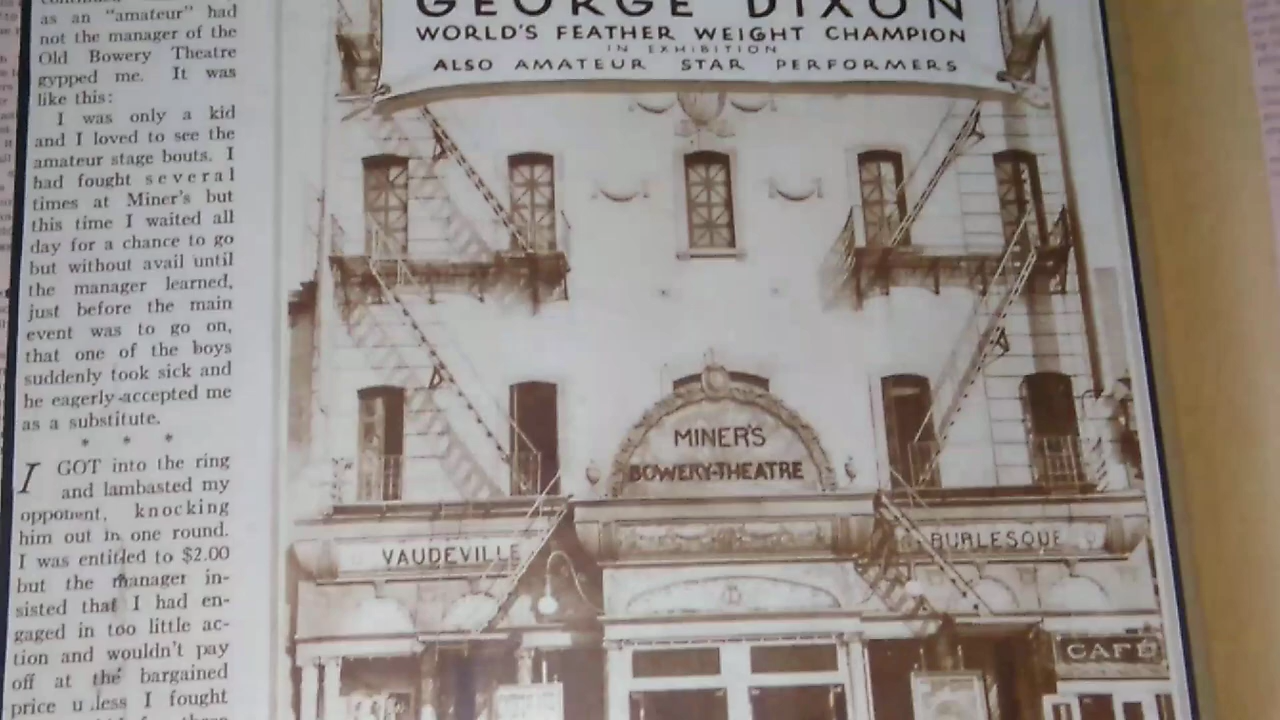 as an "amateur" had
not the manager of the
Old Bowery Theatre
gypped me. It was
like this:
I was only a kid
and I loved to see the
amateur stage bouts. I
had fought several
times at Miner's but
this time I waited all
day for a chance to go
but without avail until
the manager learned,
just before the main
event was to go on,
that one of the boys
suddenly took sick and
he eagerly accepted me
as a substitute.
* * *
I GOT into the ring
and lambasted my
opponent, knocking
him out in one round.
I was entitled to $2.00
but the manager in-
sisted that I had en-
gaged in too little ac-
tion and wouldn't pay
off at the bargained
price unless I fought
GEORGE DIXON
WORLD'S FEATHER WEIGHT CHAMPION
IN EXHIBITION
ALSO AMATEUR STAR PERFORMERS
MINER'S
BOWERY-THEATRE
VAUDEVILLE
BURLESQUE
CAFE